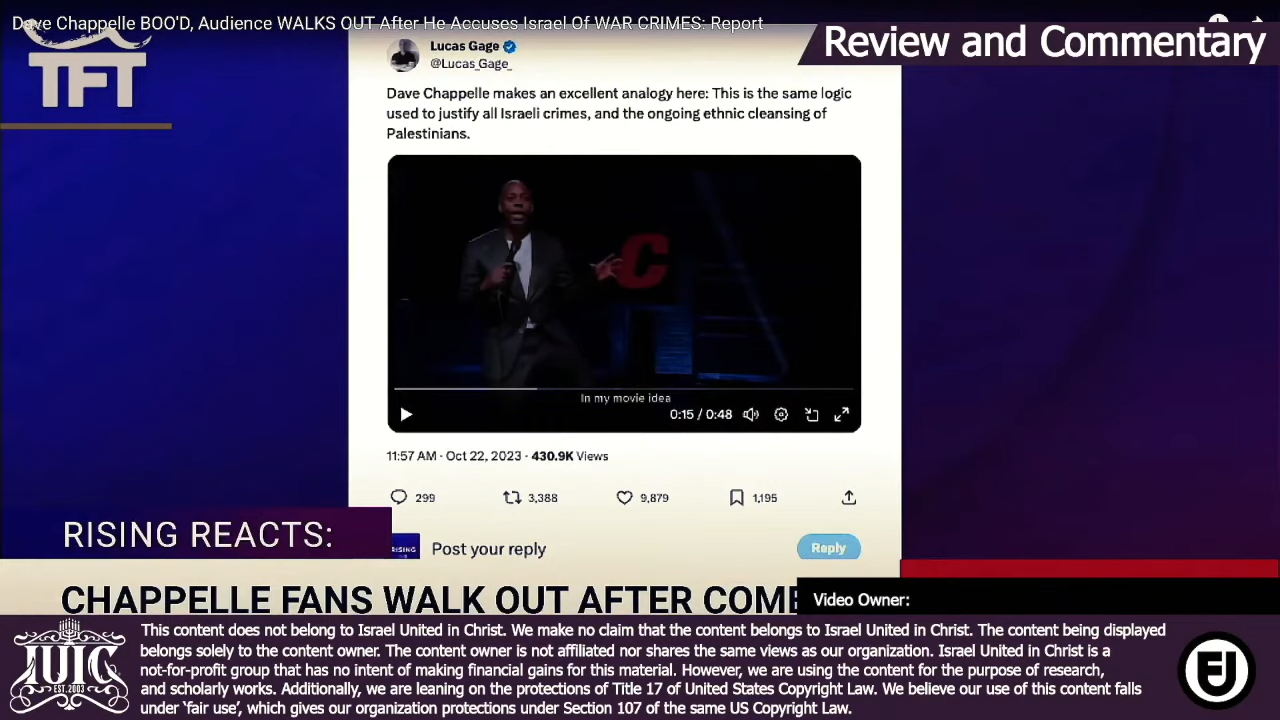 Dave Chappelle BOO'D, Audience WALKS OUT After He Accuses Israel Of WAR CRIMES: Report
Review and Commentary
TFT
Lucas Gage
@Lucas_Gage_
Dave Chappelle makes an excellent analogy here: This is the same logic
used to justify all Israeli crimes, and the ongoing ethnic cleansing of
Palestinians.
C
In my movie idea
0:15 / 0:48
11:57 AM · Oct 22, 2023 · 430.9K Views
299 3,388 9,879 1,195
RISING REACTS:
RISING
Post your reply
Reply
CHAPPELLE FANS WALK OUT AFTER COME
Video Owner:
This content does not belong to Israel United in Christ. We make no claim that the content belongs to Israel United in Christ. The content being displayed
belongs solely to the content owner. The content owner is not affiliated nor shares the same views as our organization. Israel United in Christ is a
not-for-profit group that has no intent of making financial gains for this material. However, we are using the content for the purpose of research,
and scholarly works. Additionally, we are leaning on the protections of Title 17 of United States Copyright Law. We believe our use of this content falls
under 'fair use', which gives our organization protections under Section 107 of the same US Copyright Law.
IUIC
EST. 2003